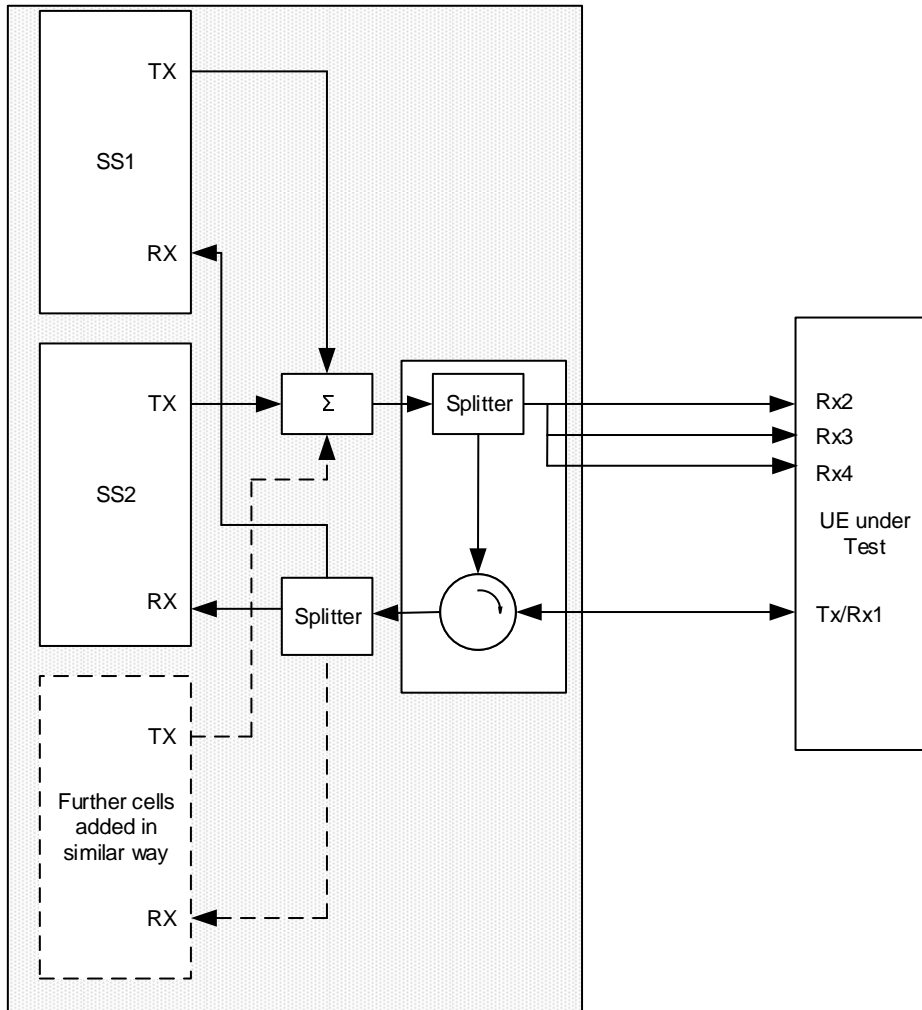 TX
SS1
RX
TX
SS2
RX
TX
Further cells
added in
similar way
RX
Σ
Splitter
Splitter
Rx2
Rx3
Rx4
UE under
Test
Tx/Rx1